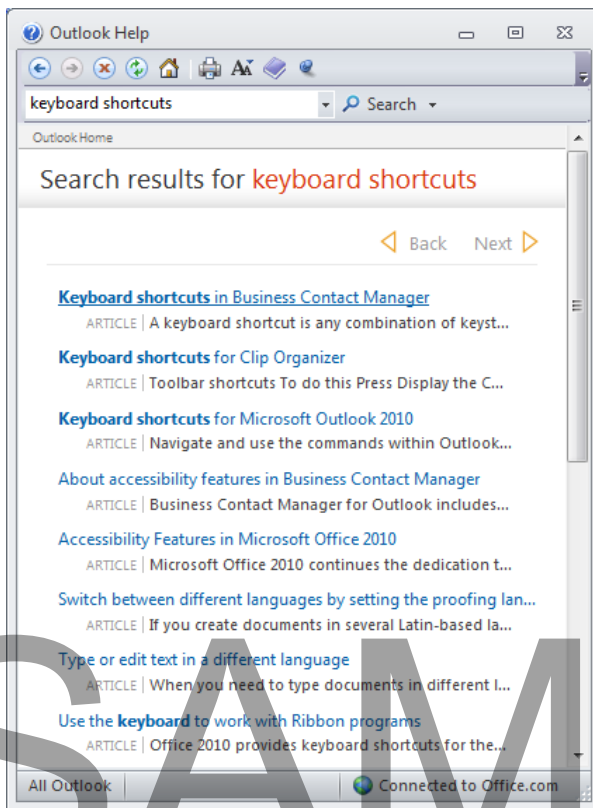 Outlook Help
keyboard shortcuts
Search
Outlook Home
Search results for keyboard shortcuts
Back Next
Keyboard shortcuts in Business Contact Manager
ARTICLE | A keyboard shortcut is any combination of keyst...
Keyboard shortcuts for Clip Organizer
ARTICLE | Toolbar shortcuts To do this Press Display the C...
Keyboard shortcuts for Microsoft Outlook 2010
ARTICLE | Navigate and use the commands within Outlook...
About accessibility features in Business Contact Manager
ARTICLE | Business Contact Manager for Outlook includes...
Accessibility Features in Microsoft Office 2010
ARTICLE | Microsoft Office 2010 continues the dedication t...
Switch between different languages by setting the proofing lan...
ARTICLE | If you create documents in several Latin-based la...
Type or edit text in a different language
ARTICLE | When you need to type documents in different l...
Use the keyboard to work with Ribbon programs
ARTICLE | Office 2010 provides keyboard shortcuts for the...
SAM
All Outlook
Connected to Office.com